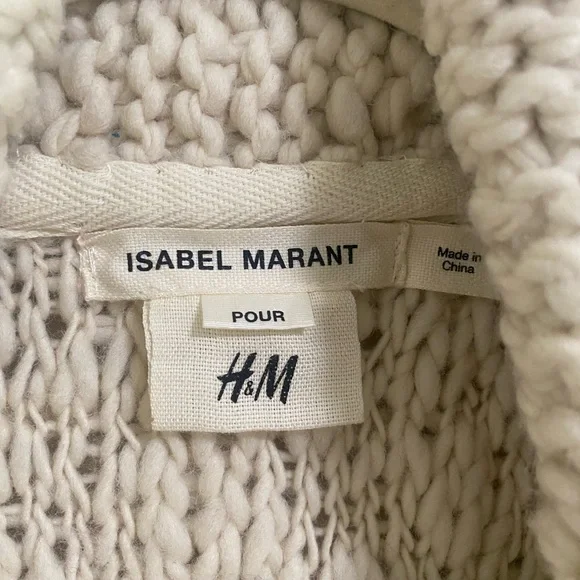 ISABEL MARANT
Made in
China
POUR
H&M